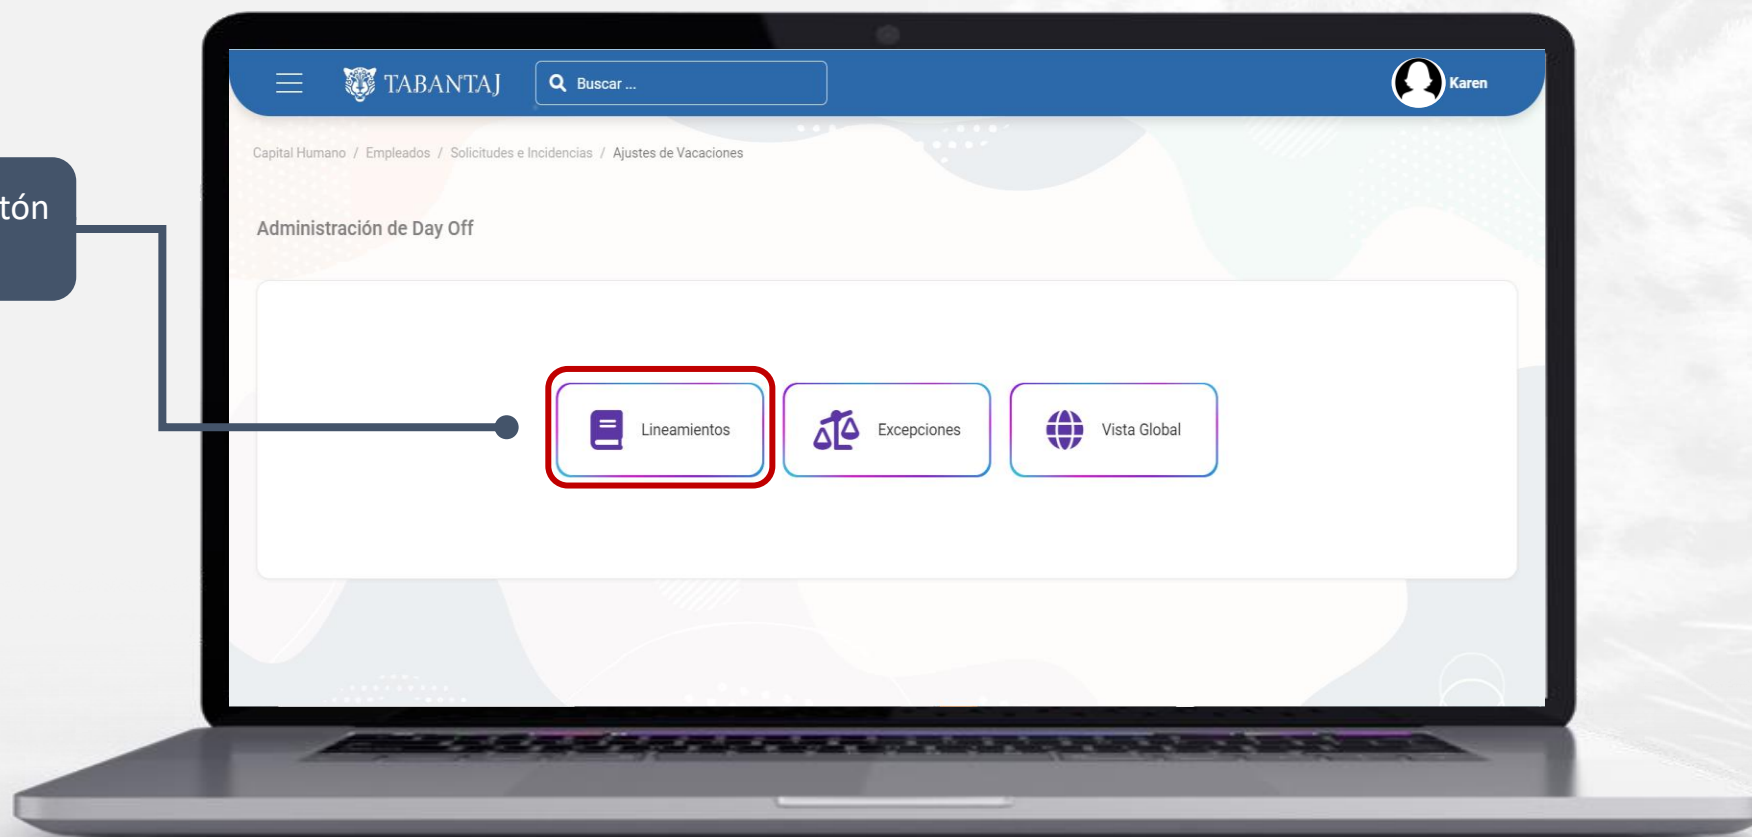 TABANTAJ
Buscar ...
Karen
Capital Humano / Empleados / Solicitudes e Incidencias / Ajustes de Vacaciones
Administración de Day Off
Lineamientos
Excepciones
Vista Global